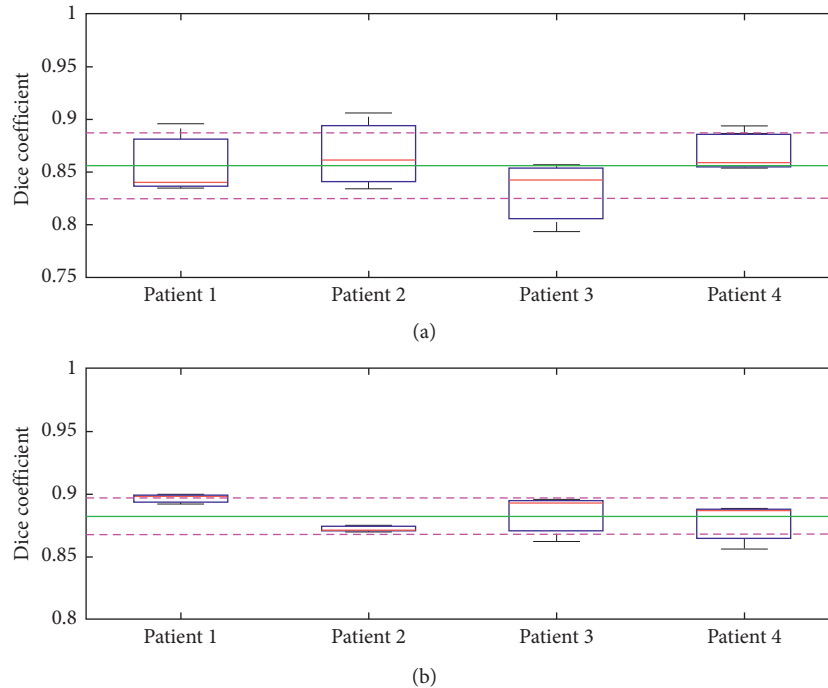 1
0.95
0.9
0.85
0.8
0.75
Dice coefficient
Patient 1 Patient 2 Patient 3 Patient 4
(a)
1
0.95
0.9
0.85
0.8
Dice coefficient
Patient 1 Patient 2 Patient 3 Patient 4
(b)